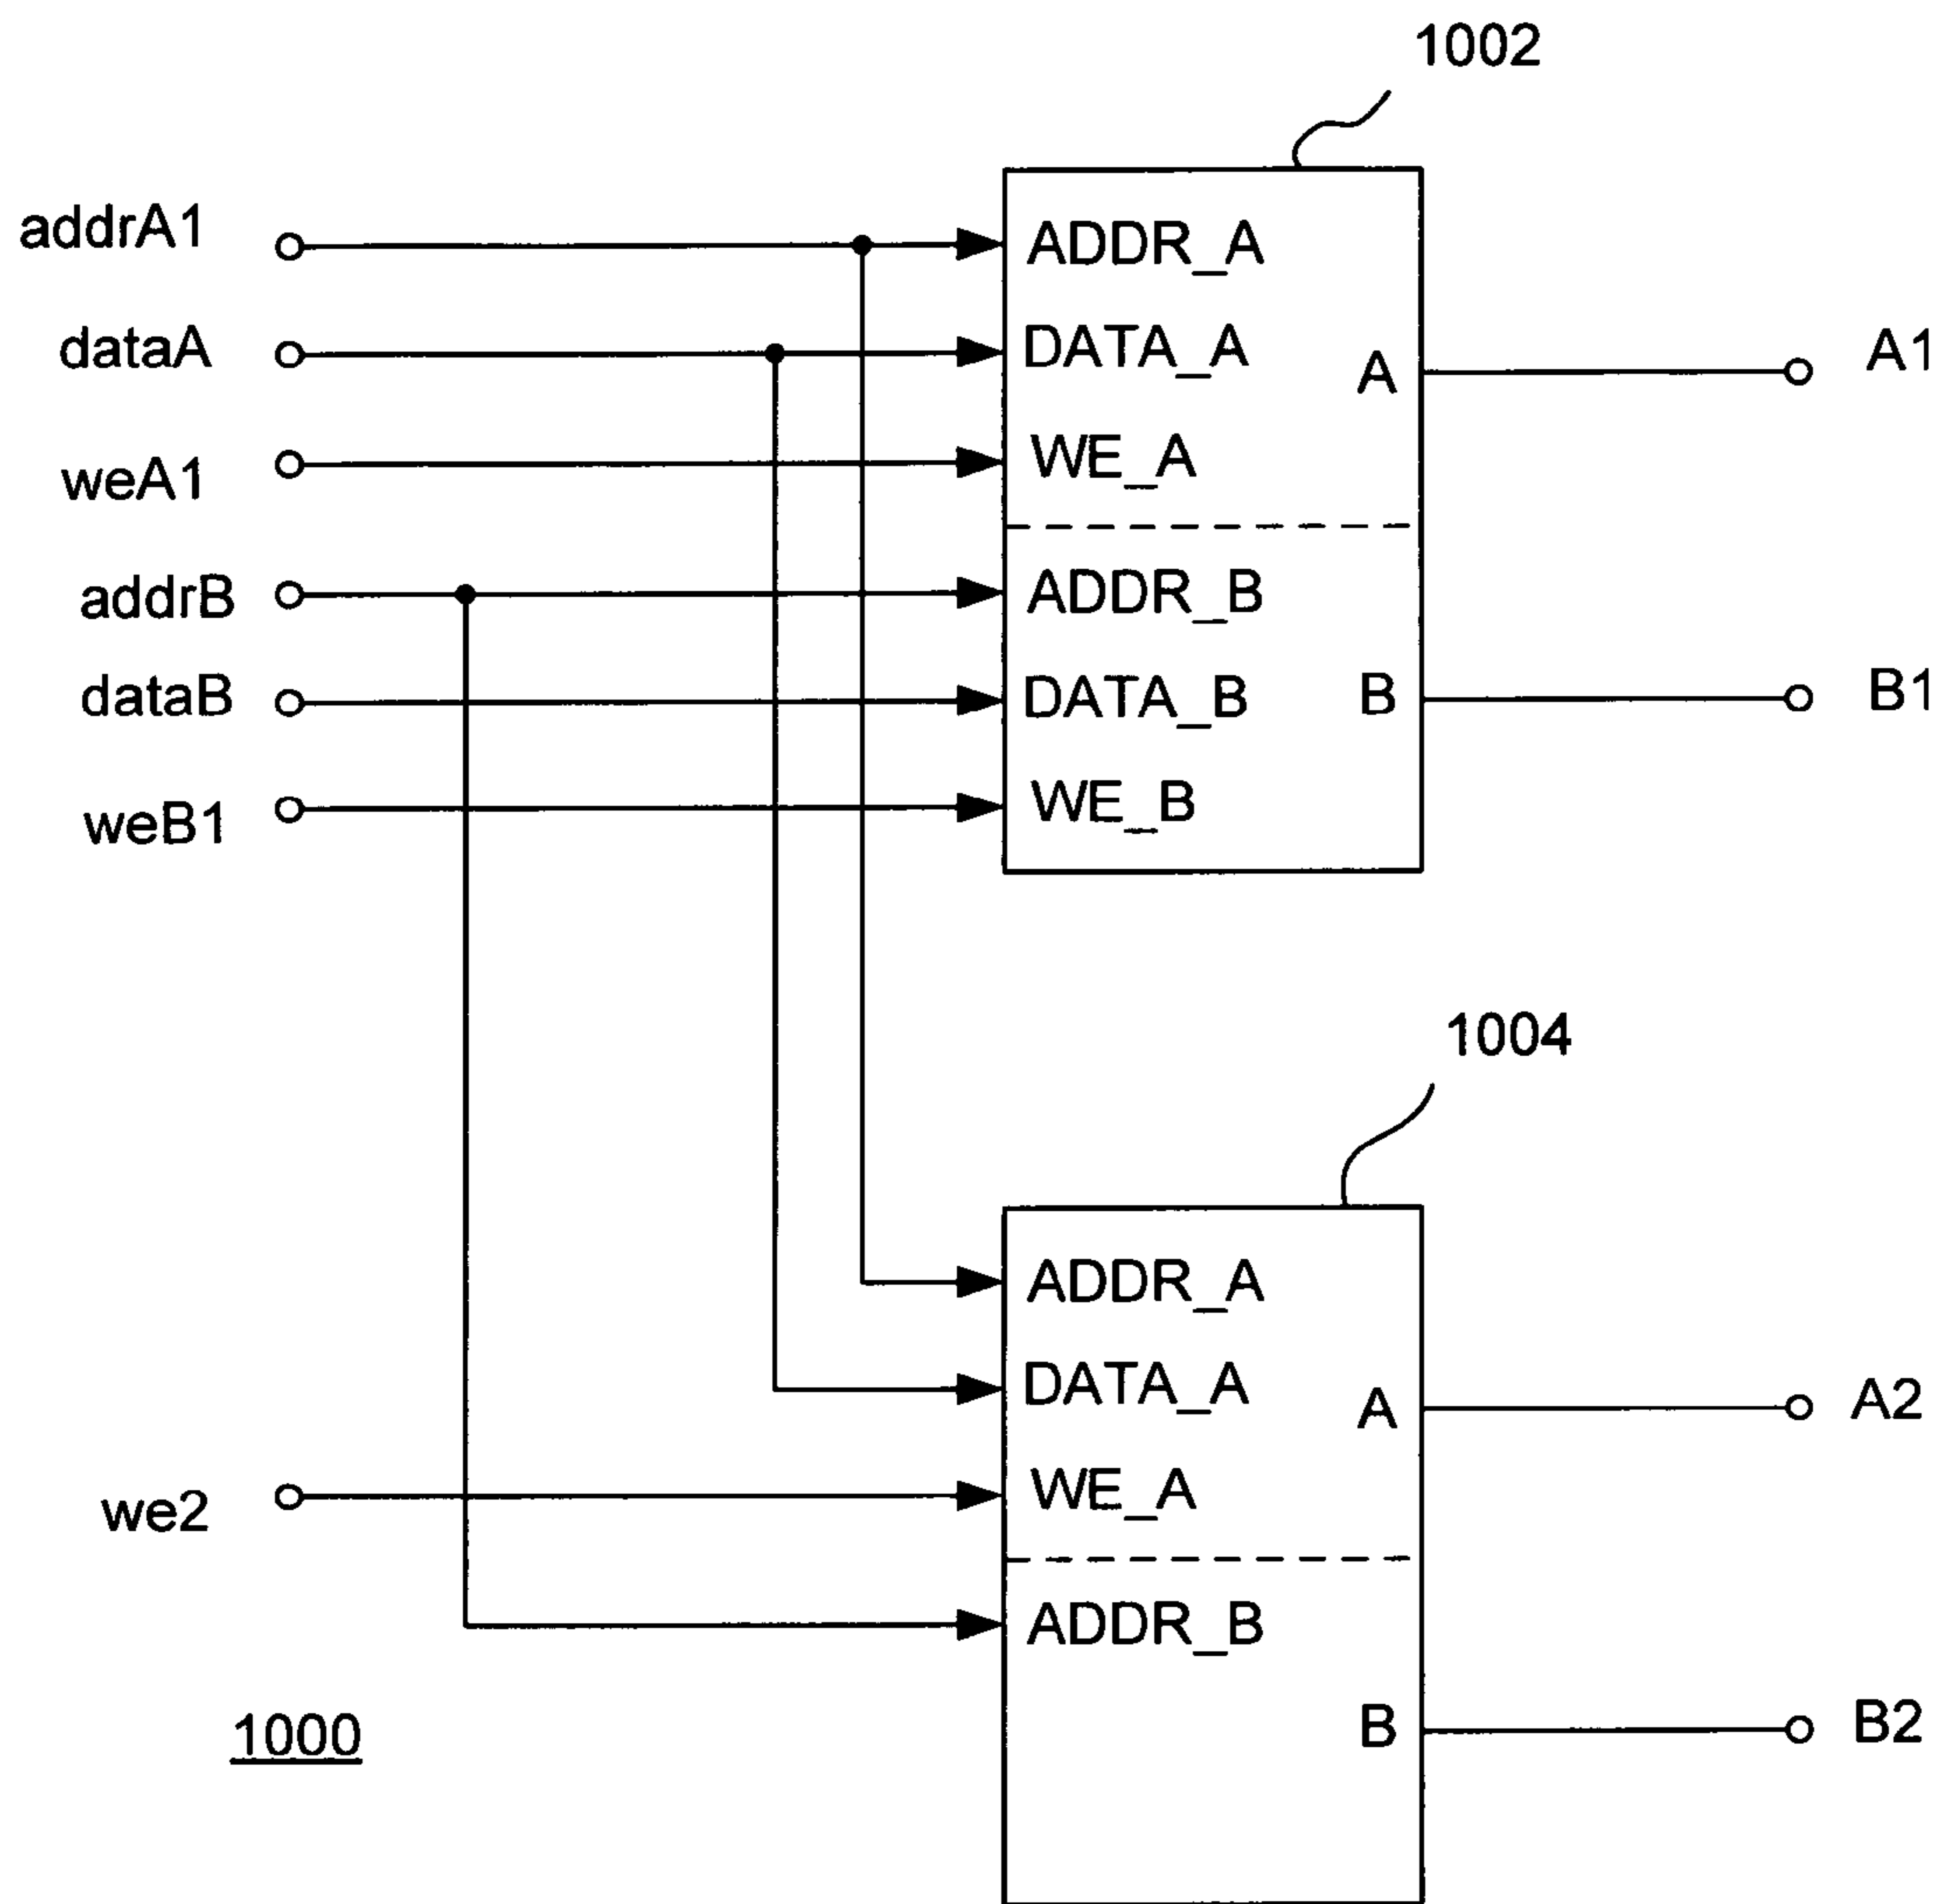 1002
addrA1
ADDR_A
dataA
DATA_A
A
A1
weA1
WE_A
addrB
ADDR_B
dataB
DATA_B
B
B1
weB1
WE_B
1004
ADDR_A
DATA_A
A
A2
we2
WE_A
ADDR_B
1000
B
B2